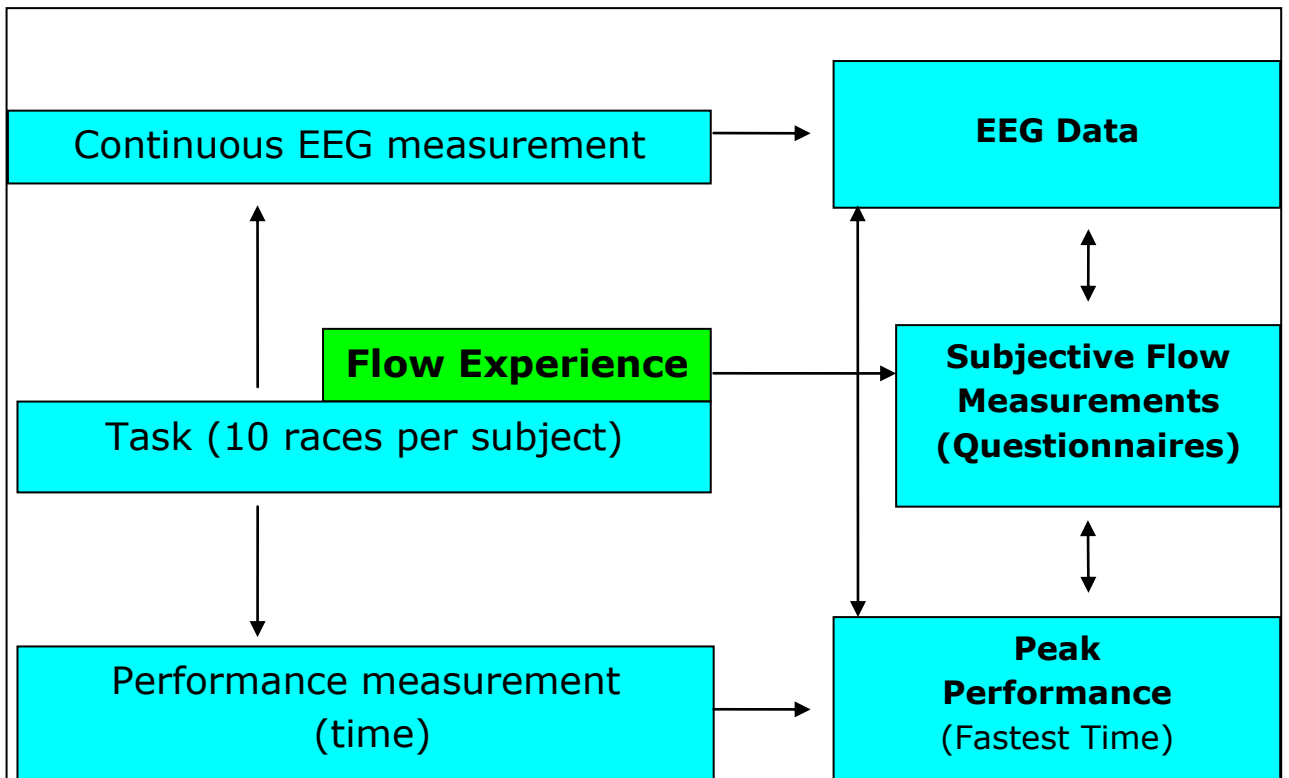 Continuous EEG measurement
EEG Data
Flow Experience
Task (10 races per subject)
Subjective Flow
Measurements
(Questionnaires)
Performance measurement
(time)
Peak
Performance
(Fastest Time)